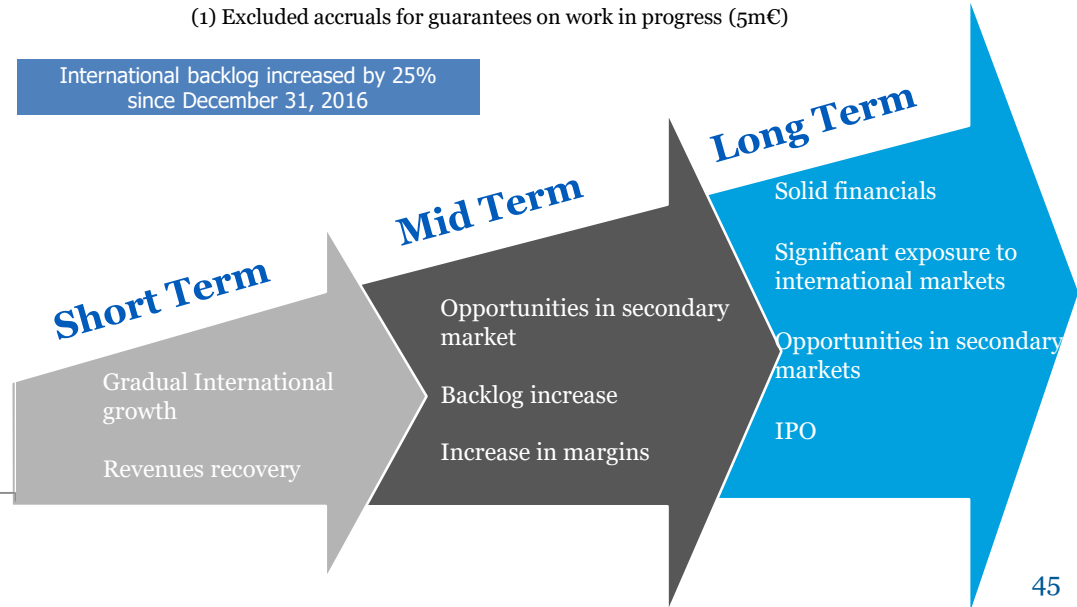 (1) Excluded accruals for guarantees on work in progress (5m€)
International backlog increased by 25%
since December 31, 2016
Short Term
Gradual International
growth
Revenues recovery
Mid Term
Opportunities in secondary
market
Backlog increase
Increase in margins
Long Term
Solid financials
Significant exposure to
international markets
Opportunities in secondary
markets
IPO
45